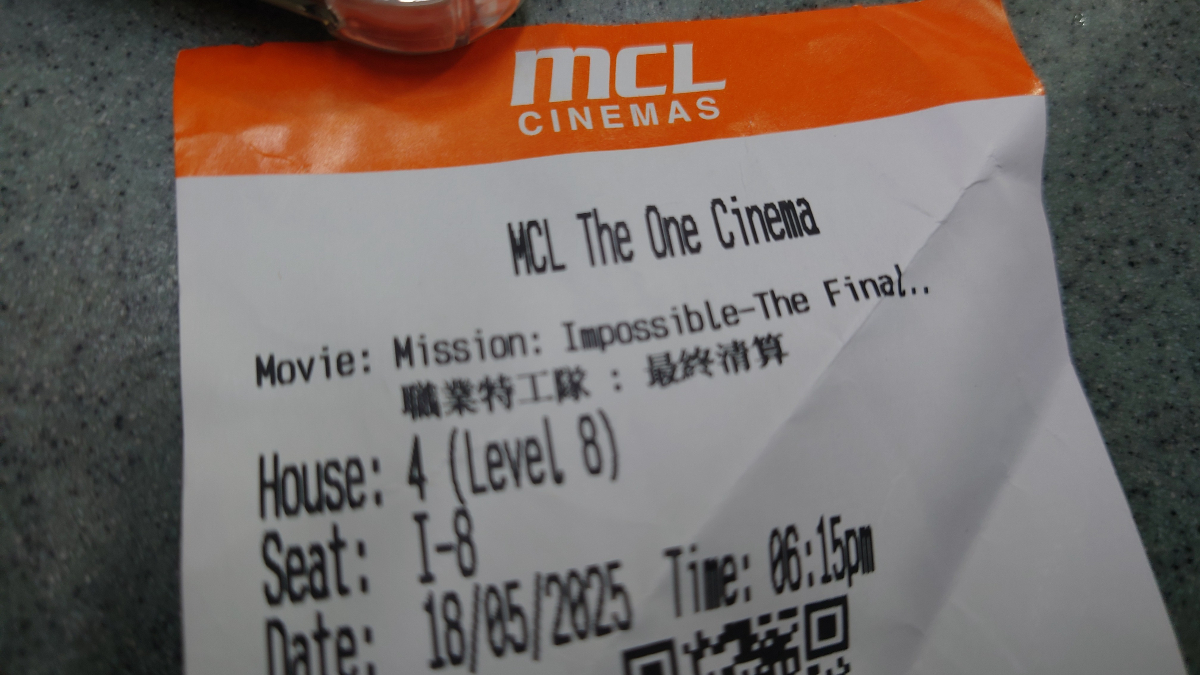 mCL
CINEMAS
MCL The One Cinema
Movie: Mission: Impossible-The Final..
職業特工隊 : 最終清算
House: 4 (Level 8)
Seat: I-8
Date: 18/05/2025 Time: 06:15pm